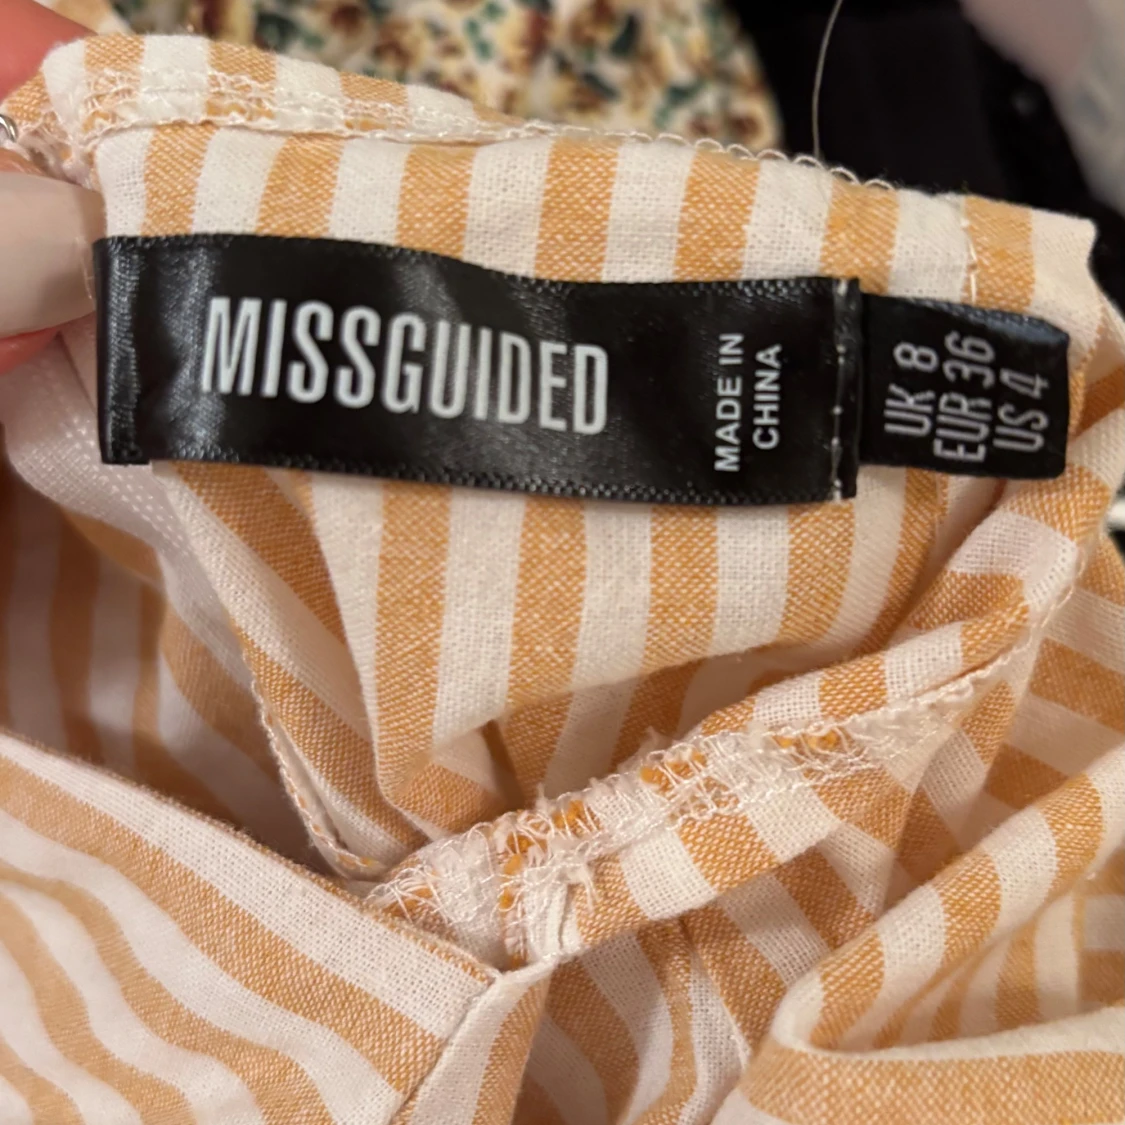 MISSGUIDED
MADE IN
CHINA
UK 8
EUR 36
US 4